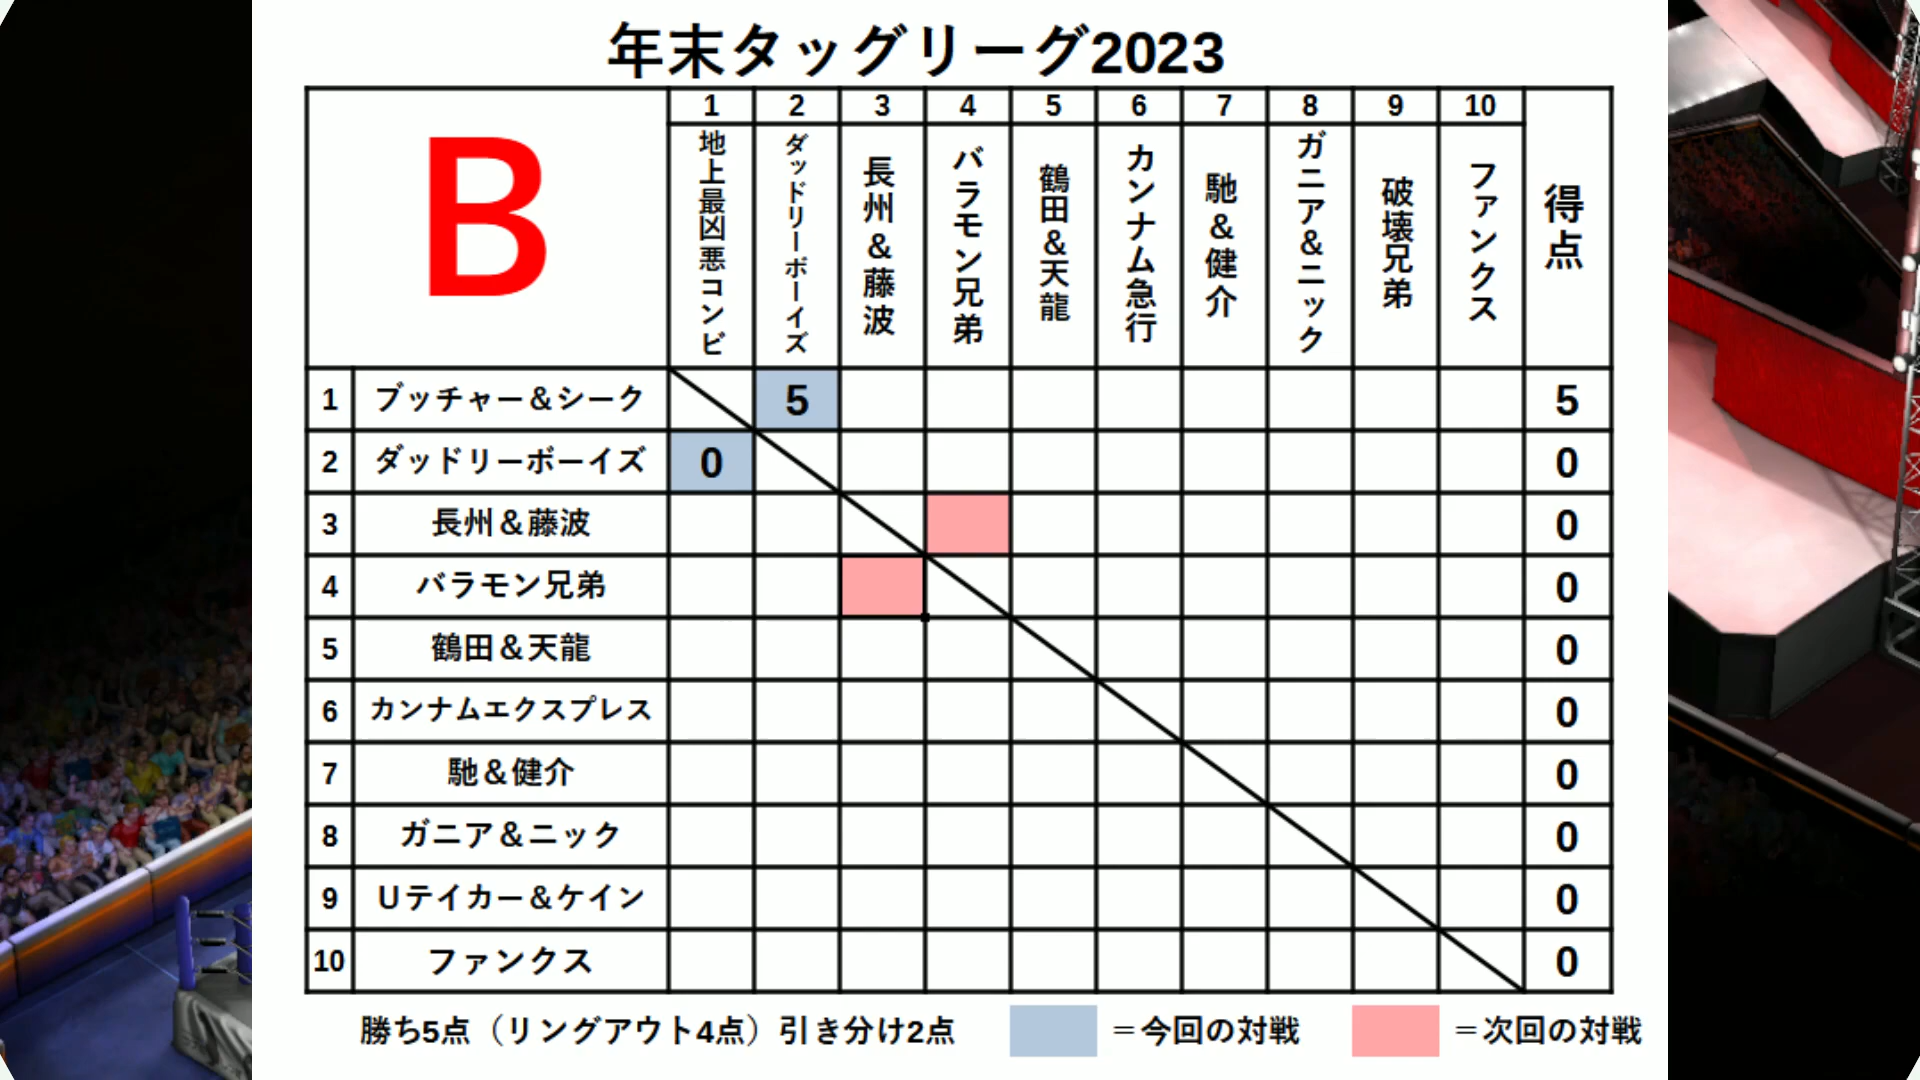 年末タッグリーグ2023
B
1 2 3 4 5 6 7 8 9 10
地上最凶悪コンビ
ダッドリーボーイズ
長州&藤波
バラモン兄弟
鶴田&天龍
カンナム急行
馳&健介
ガニア&ニック
破壊兄弟
ファンクス
得点
1 ブッチャー&シーク 5 5
2 ダッドリーボーイズ 0 0
3 長州&藤波 0
4 バラモン兄弟 0
5 鶴田&天龍 0
6 カンナムエクスプレス 0
7 馳&健介 0
8 ガニア&ニック 0
9 Uテイカー&ケイン 0
10 ファンクス 0
勝ち5点（リングアウト4点）引き分け2点 =今回の対戦 =次回の対戦